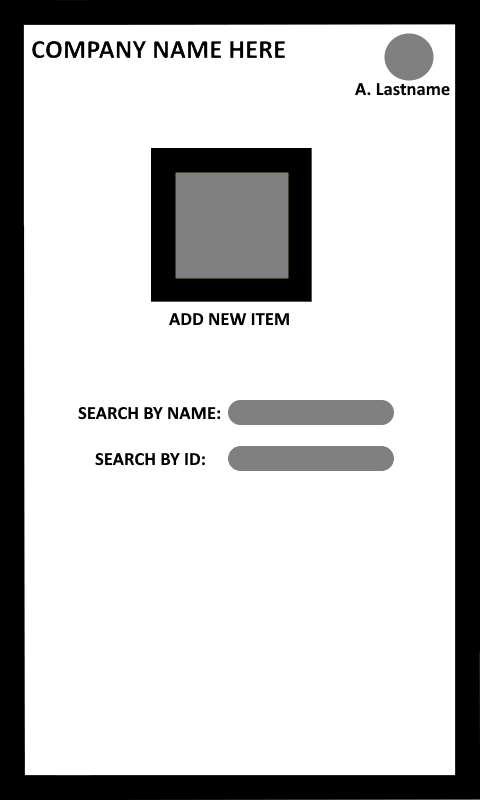 COMPANY NAME HERE
A. Lastname
ADD NEW ITEM
SEARCH BY NAME:
SEARCH BY ID: